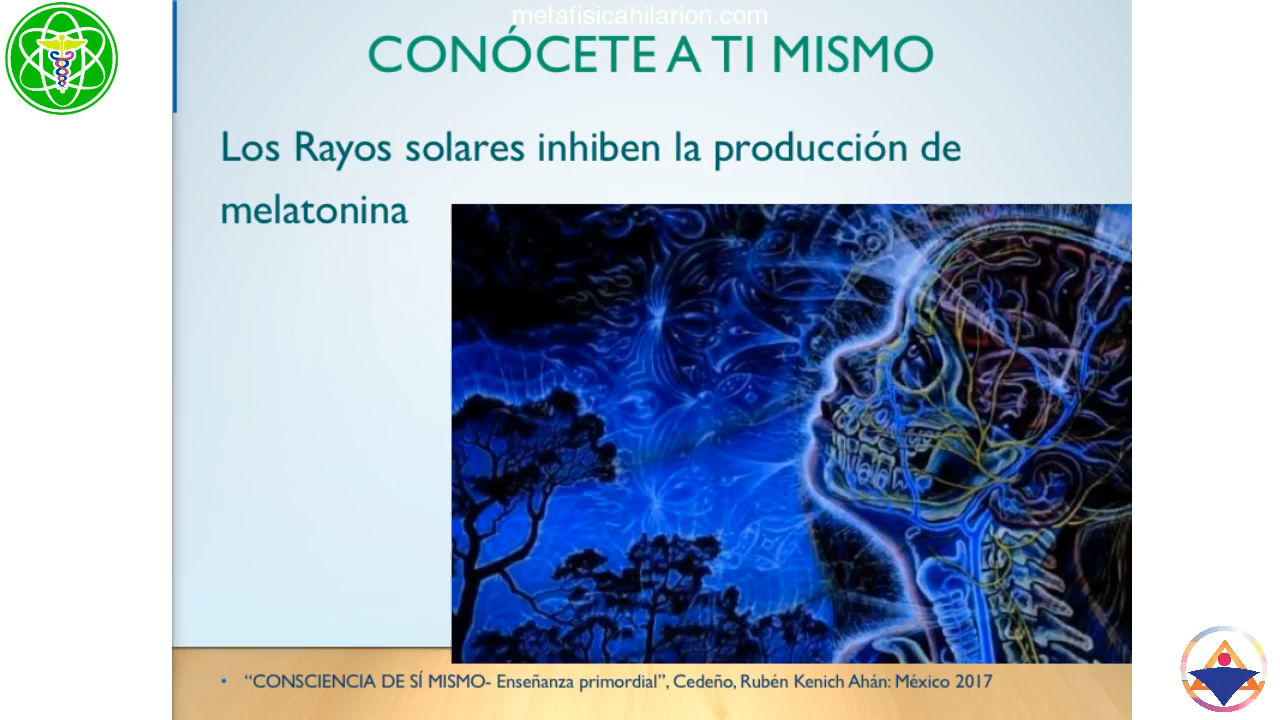 metafisicahilarion.com
CONÓCETE A TI MISMO
Los Rayos solares inhiben la producción de
melatonina
• “CONSCIENCIA DE SÍ MISMO- Enseñanza primordial”, Cedeño, Rubén Kenich Ahán: México 2017